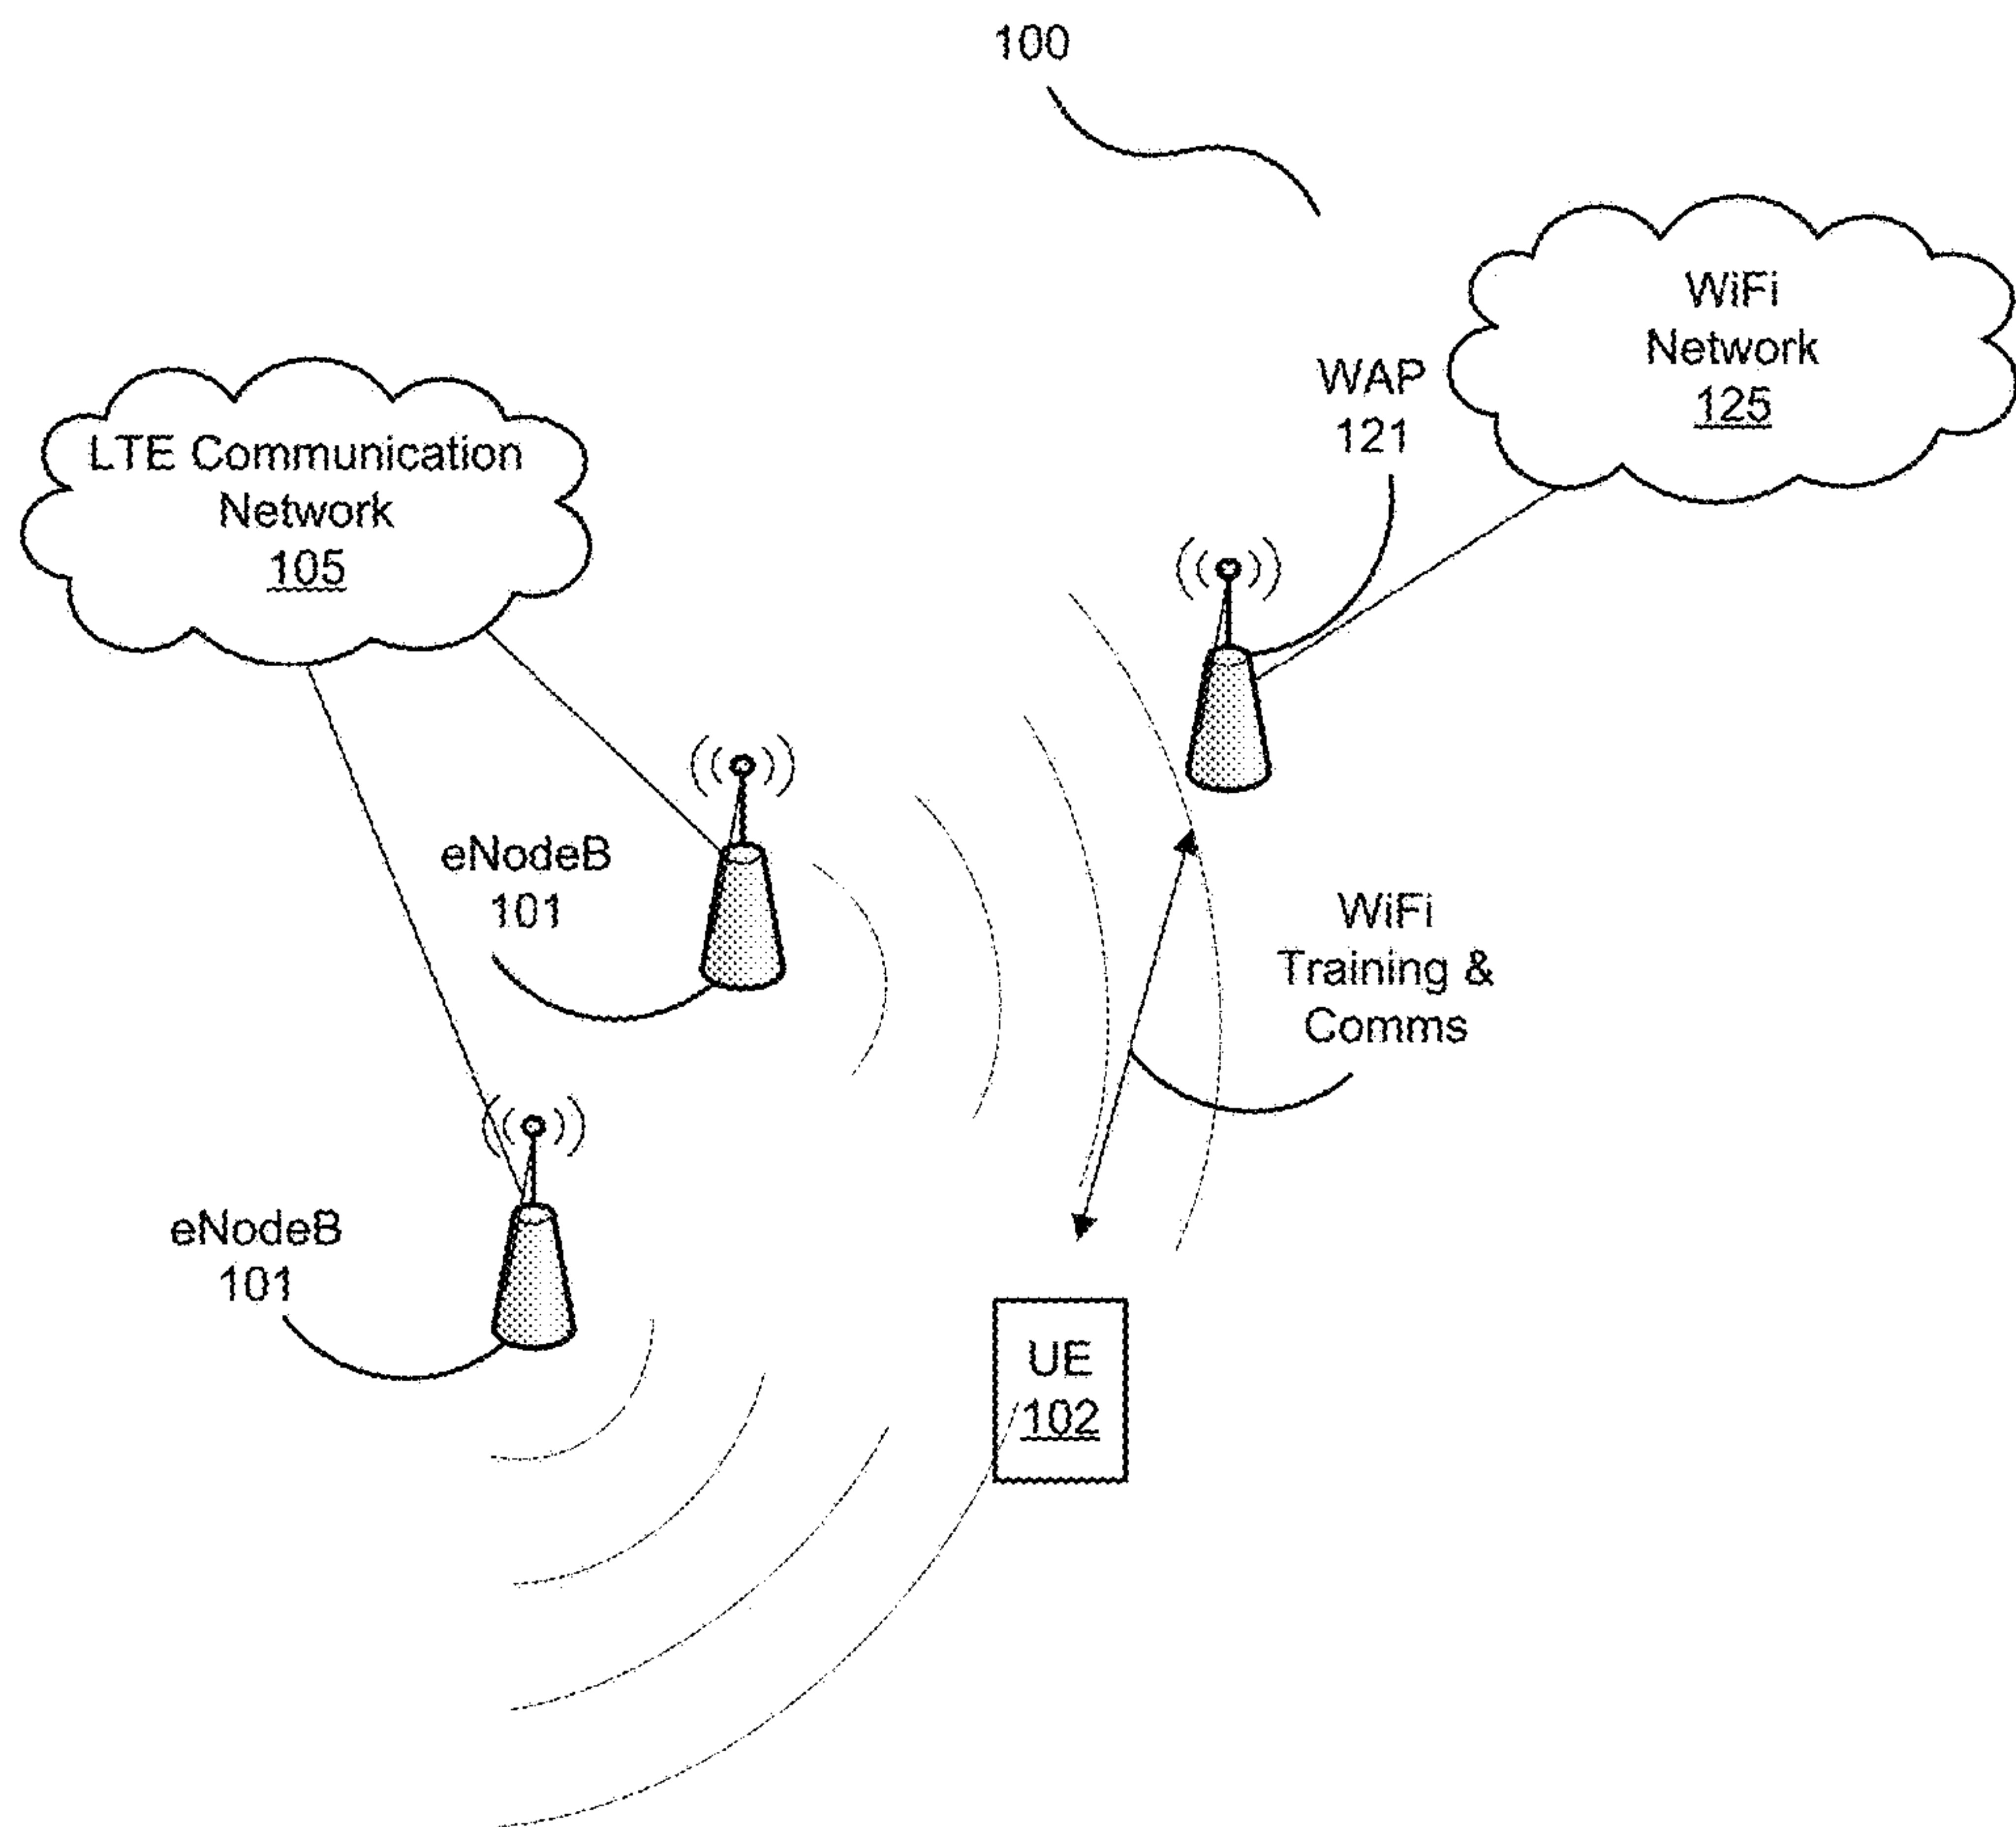 100
WiFi
Network
125
WAP
121
LTE Communication
Network
105
eNodeB
101
WiFi
Training &
Comms
eNodeB
101
UE
102